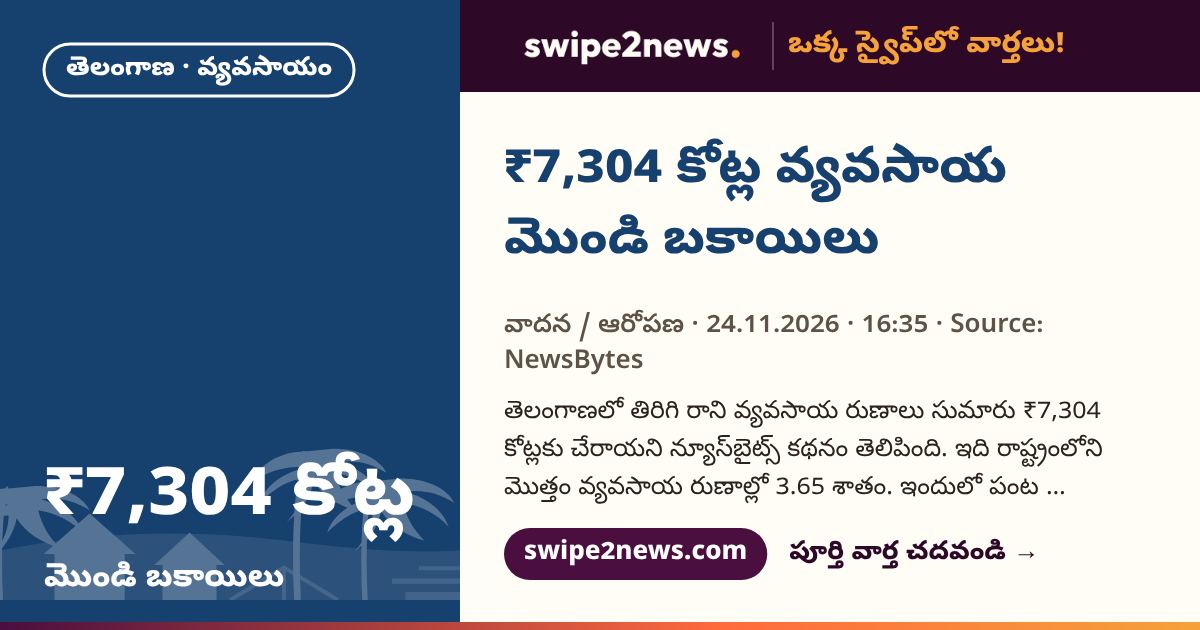 తెలంగాణ · వ్యవసాయం
₹7,304 కోట్ల
మొండి బకాయిలు
swipe2news.
ఒక్క స్వైప్‌లో వార్తలు!
₹7,304 కోట్ల వ్యవసాయ
మొండి బకాయిలు
వాదన / ఆరోపణ · 24.11.2026 · 16:35 · Source:
NewsBytes
తెలంగాణలో తిరిగి రాని వ్యవసాయ రుణాలు సుమారు ₹7,304
కోట్లకు చేరాయని న్యూస్‌బైట్స్ కథనం తెలిపింది. ఇది రాష్ట్రంలోని
మొత్తం వ్యవసాయ రుణాల్లో 3.65 శాతం. ఇందులో పంట ...
swipe2news.com
పూర్తి వార్త చదవండి →